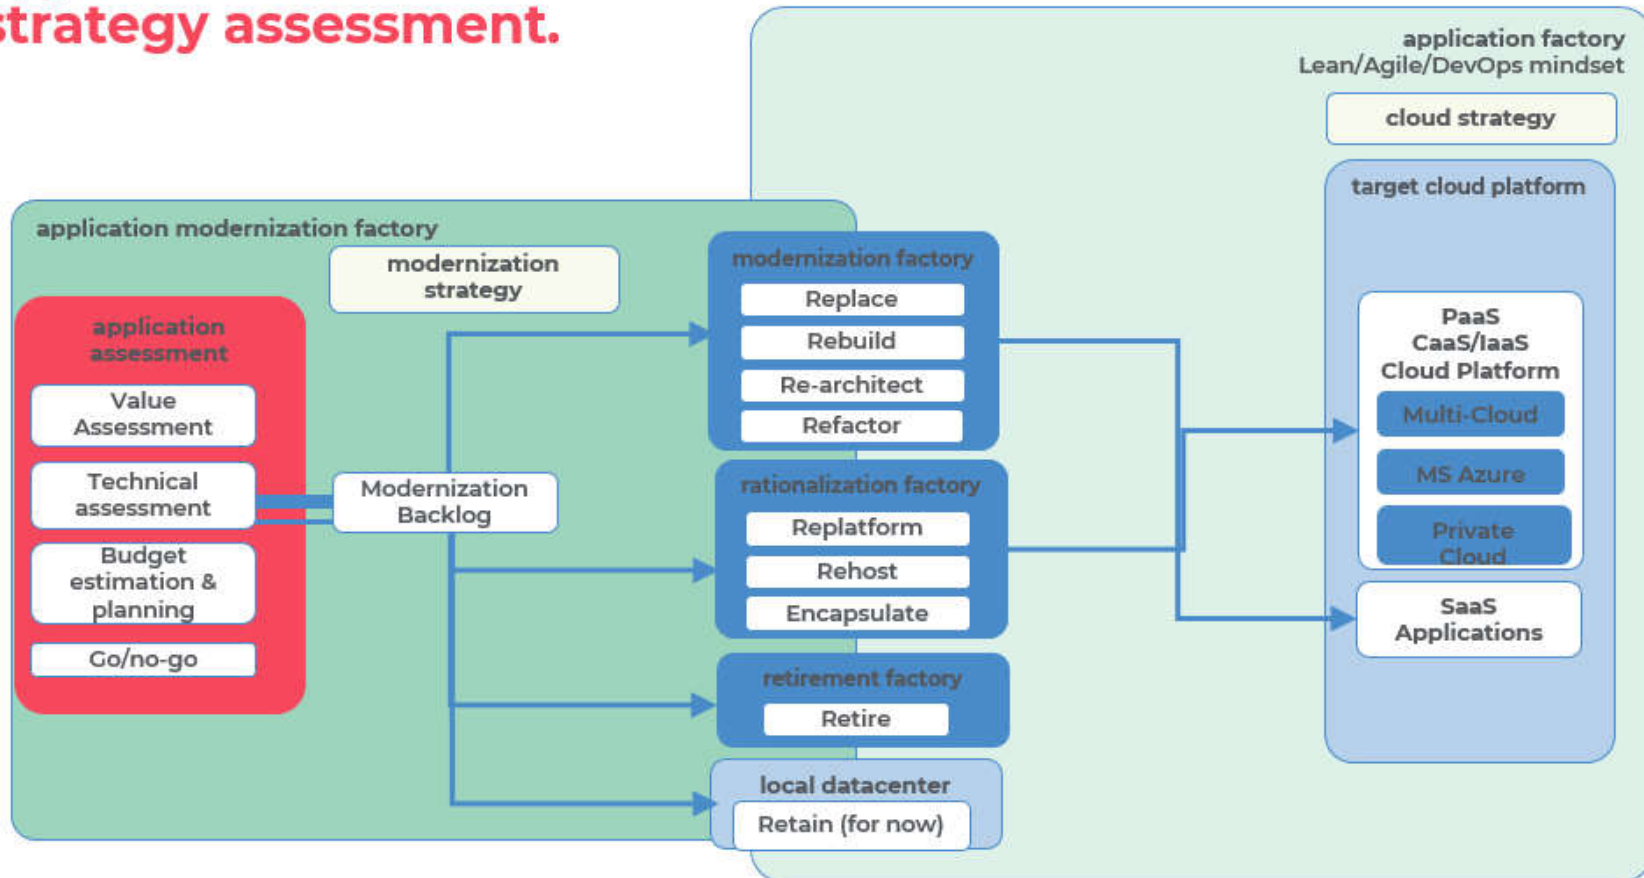 strategy assessment.
application factory
Lean/Agile/DevOps mindset
cloud strategy
target cloud platform
application modernization factory
modernization
strategy
application
assessment
Value
Assessment
Technical
assessment
Budget
estimation &
planning
Go/no-go
Modernization
Backlog
modernization factory
Replace
Rebuild
Re-architect
Refactor
rationalization factory
Replatform
Rehost
Encapsulate
retirement factory
Retire
local datacenter
Retain (for now)
PaaS
CaaS/IaaS
Cloud Platform
Multi-Cloud
MS Azure
Private
Cloud
SaaS
Applications